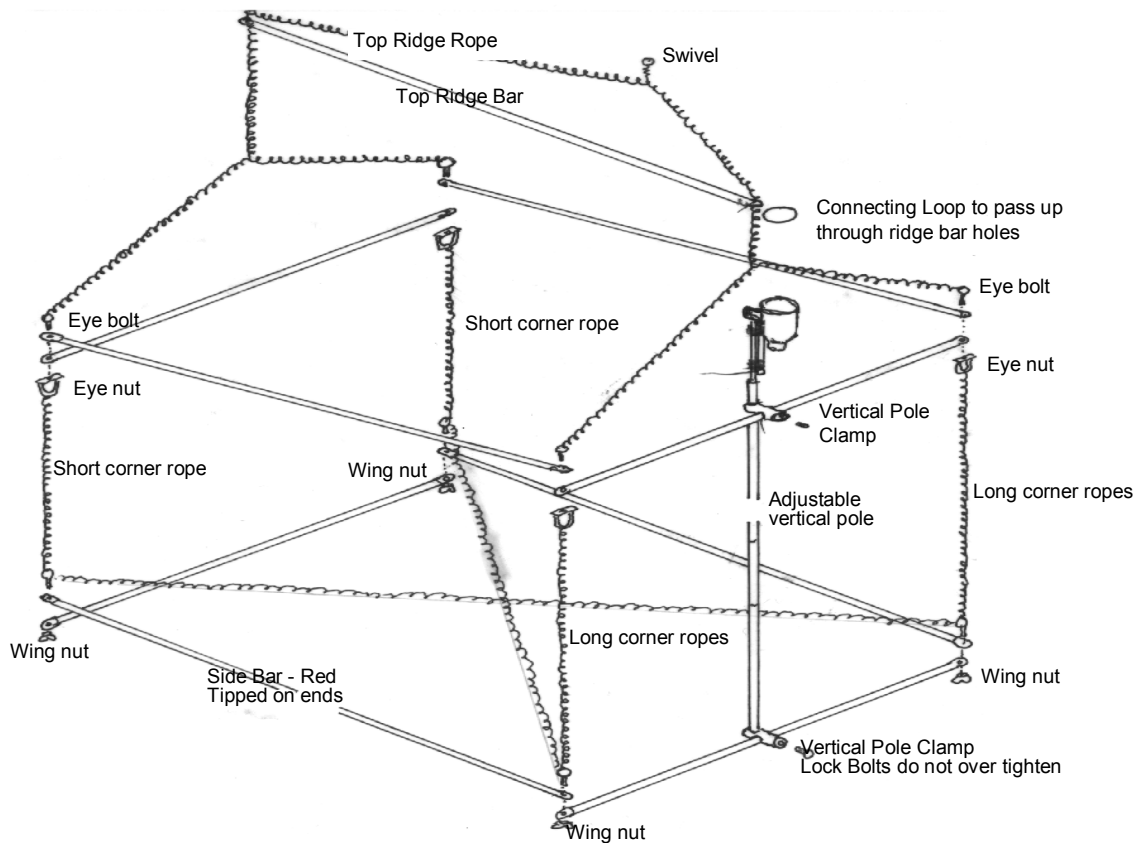 Top Ridge Rope
Swivel
Top Ridge Bar
Connecting Loop to pass up
through ridge bar holes
Eye bolt
Eye bolt
Short corner rope
Eye nut
Eye nut
Vertical Pole
Clamp
Short corner rope
Wing nut
Adjustable
vertical pole
Long corner ropes
Long corner ropes
Wing nut
Side Bar - Red
Tipped on ends
Wing nut
Vertical Pole Clamp
Lock Bolts do not over tighten
Wing nut